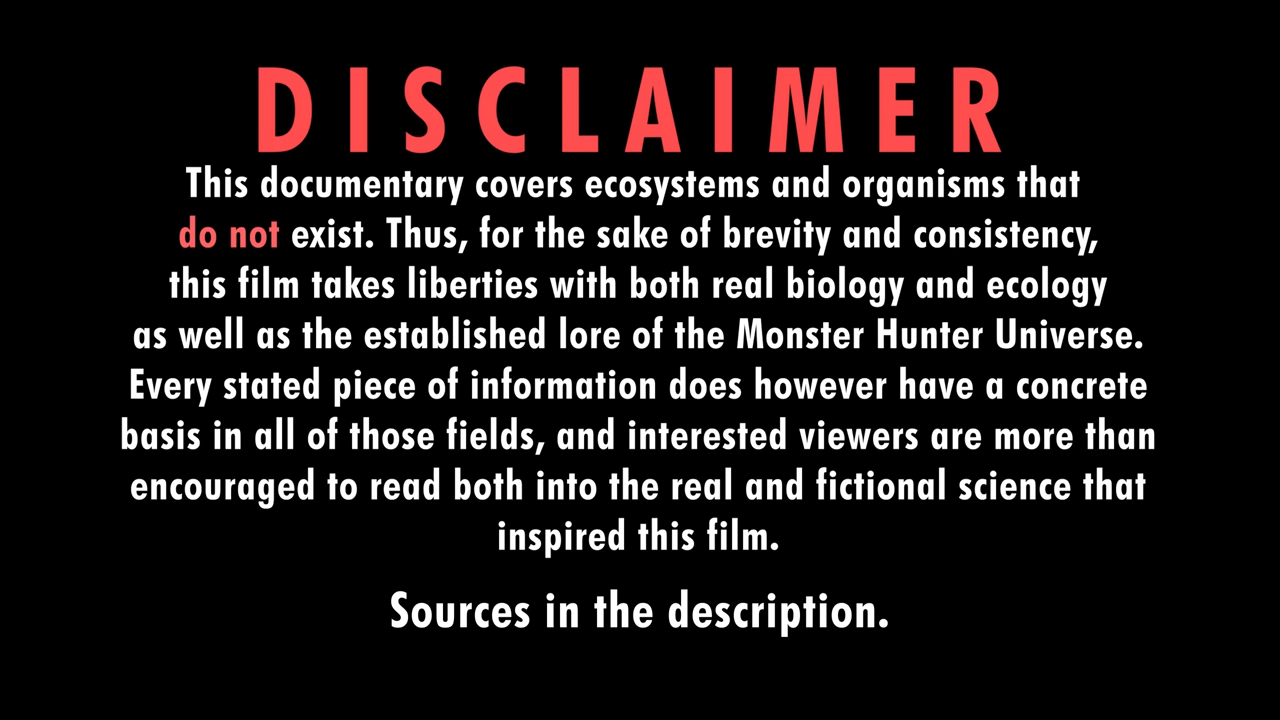 DISCLAIMER
This documentary covers ecosystems and organisms that
do not exist. Thus, for the sake of brevity and consistency,
this film takes liberties with both real biology and ecology
as well as the established lore of the Monster Hunter Universe.
Every stated piece of information does however have a concrete
basis in all of those fields, and interested viewers are more than
encouraged to read both into the real and fictional science that
inspired this film.
Sources in the description.